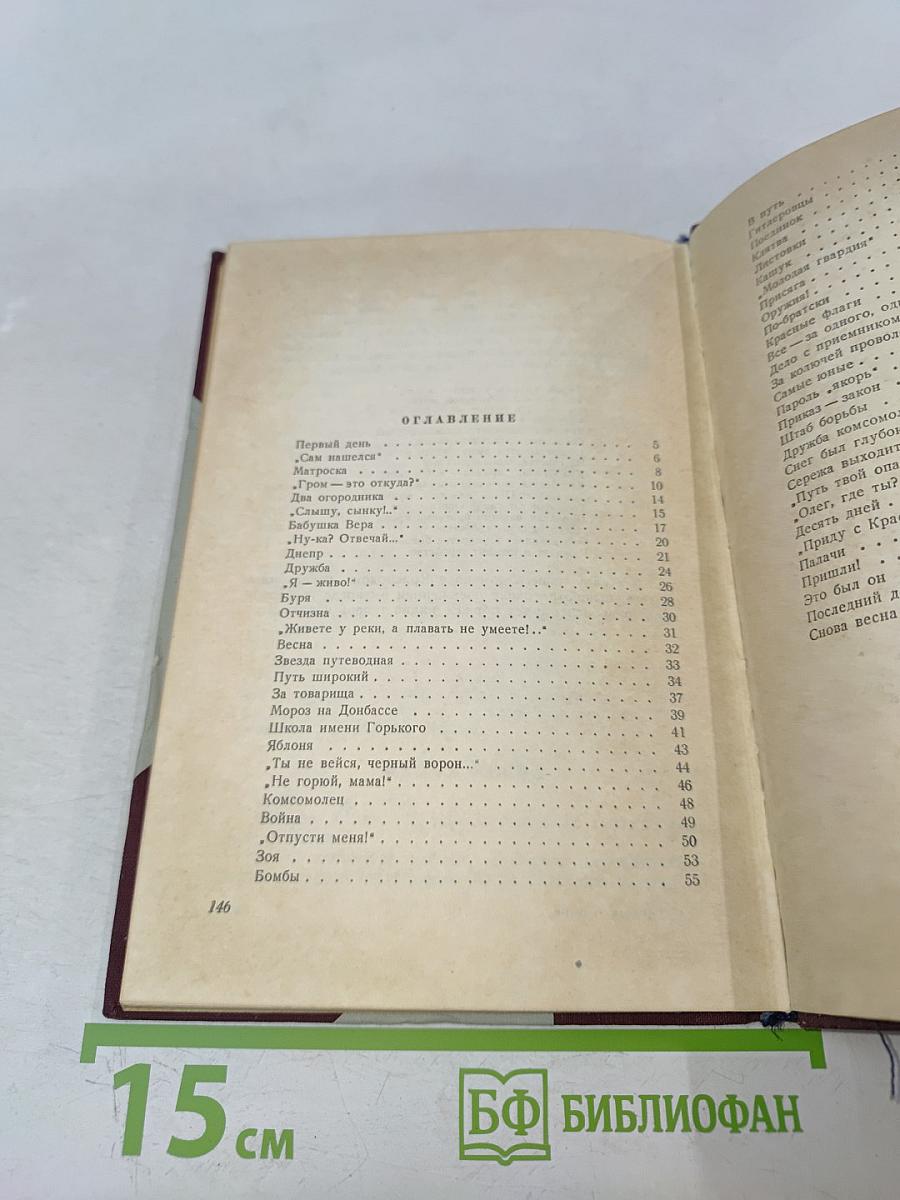 ОГЛАВЛЕНИЕ
Первый день . . . . . . . . . . . . . . . . . . 5
„Сам нашелся“ . . . . . . . . . . . . . . . . . 6
Матроска . . . . . . . . . . . . . . . . . . . 8
„Гром — это откуда?“ . . . . . . . . . . . . . . 10
Два огородника . . . . . . . . . . . . . . . . . 14
„Слышу, сынку!..“ . . . . . . . . . . . . . . . . 15
Бабушка Вера . . . . . . . . . . . . . . . . . . 17
„Ну-ка? Отвечай...“ . . . . . . . . . . . . . . . 20
Днепр . . . . . . . . . . . . . . . . . . . . . 21
Дружба . . . . . . . . . . . . . . . . . . . . 24
„Я — живо!“ . . . . . . . . . . . . . . . . . . 26
Буря . . . . . . . . . . . . . . . . . . . . . 28
Отчизна . . . . . . . . . . . . . . . . . . . . 30
„Живете у реки, а плавать не умеете!..“ . . . . . . . 31
Весна . . . . . . . . . . . . . . . . . . . . . 32
Звезда путеводная . . . . . . . . . . . . . . . . 33
Путь широкий . . . . . . . . . . . . . . . . . . 34
За товарища . . . . . . . . . . . . . . . . . . 37
Мороз на Донбассе . . . . . . . . . . . . . . . . 39
Школа имени Горького . . . . . . . . . . . . . . 41
Яблоня . . . . . . . . . . . . . . . . . . . . 43
„Ты не вейся, черный ворон...“ . . . . . . . . . . 44
„Не горюй, мама!“ . . . . . . . . . . . . . . . . 46
Комсомолец . . . . . . . . . . . . . . . . . . . 48
Война . . . . . . . . . . . . . . . . . . . . . 49
„Отпусти меня!“ . . . . . . . . . . . . . . . . . 50
Зоя . . . . . . . . . . . . . . . . . . . . . . 53
Бомбы . . . . . . . . . . . . . . . . . . . . . 55
146
В путь . . . . . .
Гитлеровцы . . . .
Поединок . . . . .
Клятва . . . . . .
Листовки . . . . .
Кашук . . . . . .
„Молодая гвардия“
Присяга . . . . .
Оружия! . . . . .
По-братски . . . .
Красные флаги . .
Все — за одного,
Дело с приемником
За колючей
Самые юные . . .
Пароль „якорь“ .
Приказ — закон
Штаб борьбы . .
Дружба
Снег был
Сережа выходит
„Путь твой
„Олег, где ты?
Десять дней .
„Приду с
Палачи . . .
Пришли! . .
Это был он
Последний
Снова весна
15 см
БФ БИБЛИОФАН